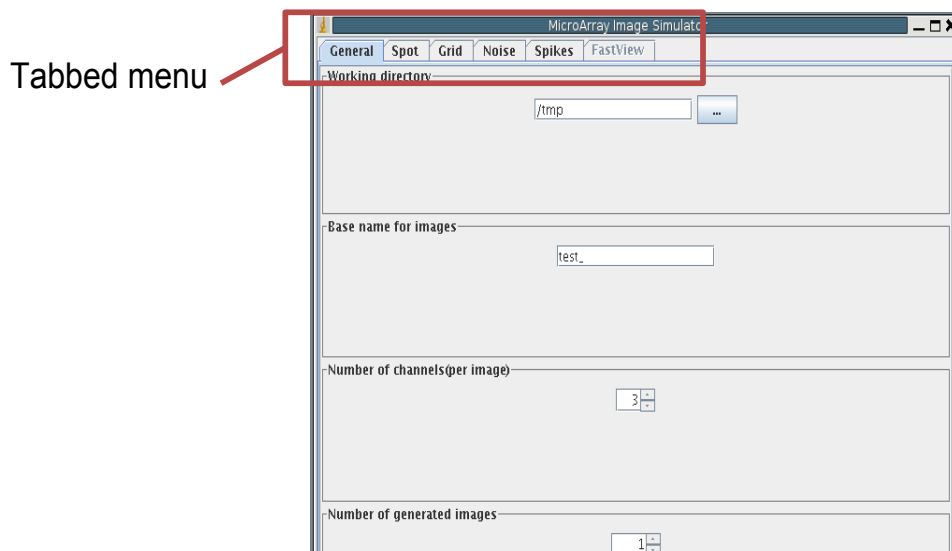 MicroArray Image Simulator
General Spot Grid Noise Spikes FastView
Tabbed menu
Working directory
/tmp ...
Base name for images
test_
Number of channels(per image)
3
Number of generated images
1